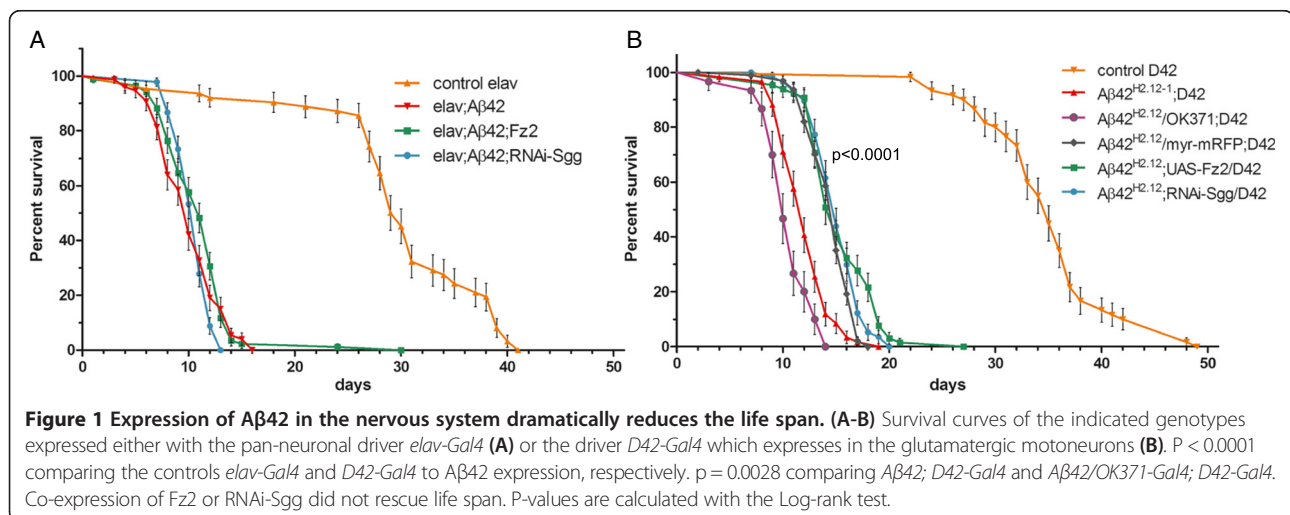 A
Percent survival
100
80
60
40
20
0
0 10 20 30 40 50
days
control elav
elav;Aβ42
elav;Aβ42;Fz2
elav;Aβ42;RNAi-Sgg
B
Percent survival
100
80
60
40
20
0
0 10 20 30 40 50
days
p<0.0001
control D42
Aβ42H2.12-1;D42
Aβ42H2.12/OK371;D42
Aβ42H2.12/myr-mRFP;D42
Aβ42H2.12;UAS-Fz2/D42
Aβ42H2.12;RNAi-Sgg/D42
Figure 1 Expression of Aβ42 in the nervous system dramatically reduces the life span. (A-B) Survival curves of the indicated genotypes
expressed either with the pan-neuronal driver elav-Gal4 (A) or the driver D42-Gal4 which expresses in the glutamatergic motoneurons (B). P < 0.0001
comparing the controls elav-Gal4 and D42-Gal4 to Aβ42 expression, respectively. p = 0.0028 comparing Aβ42; D42-Gal4 and Aβ42/OK371-Gal4; D42-Gal4.
Co-expression of Fz2 or RNAi-Sgg did not rescue life span. P-values are calculated with the Log-rank test.